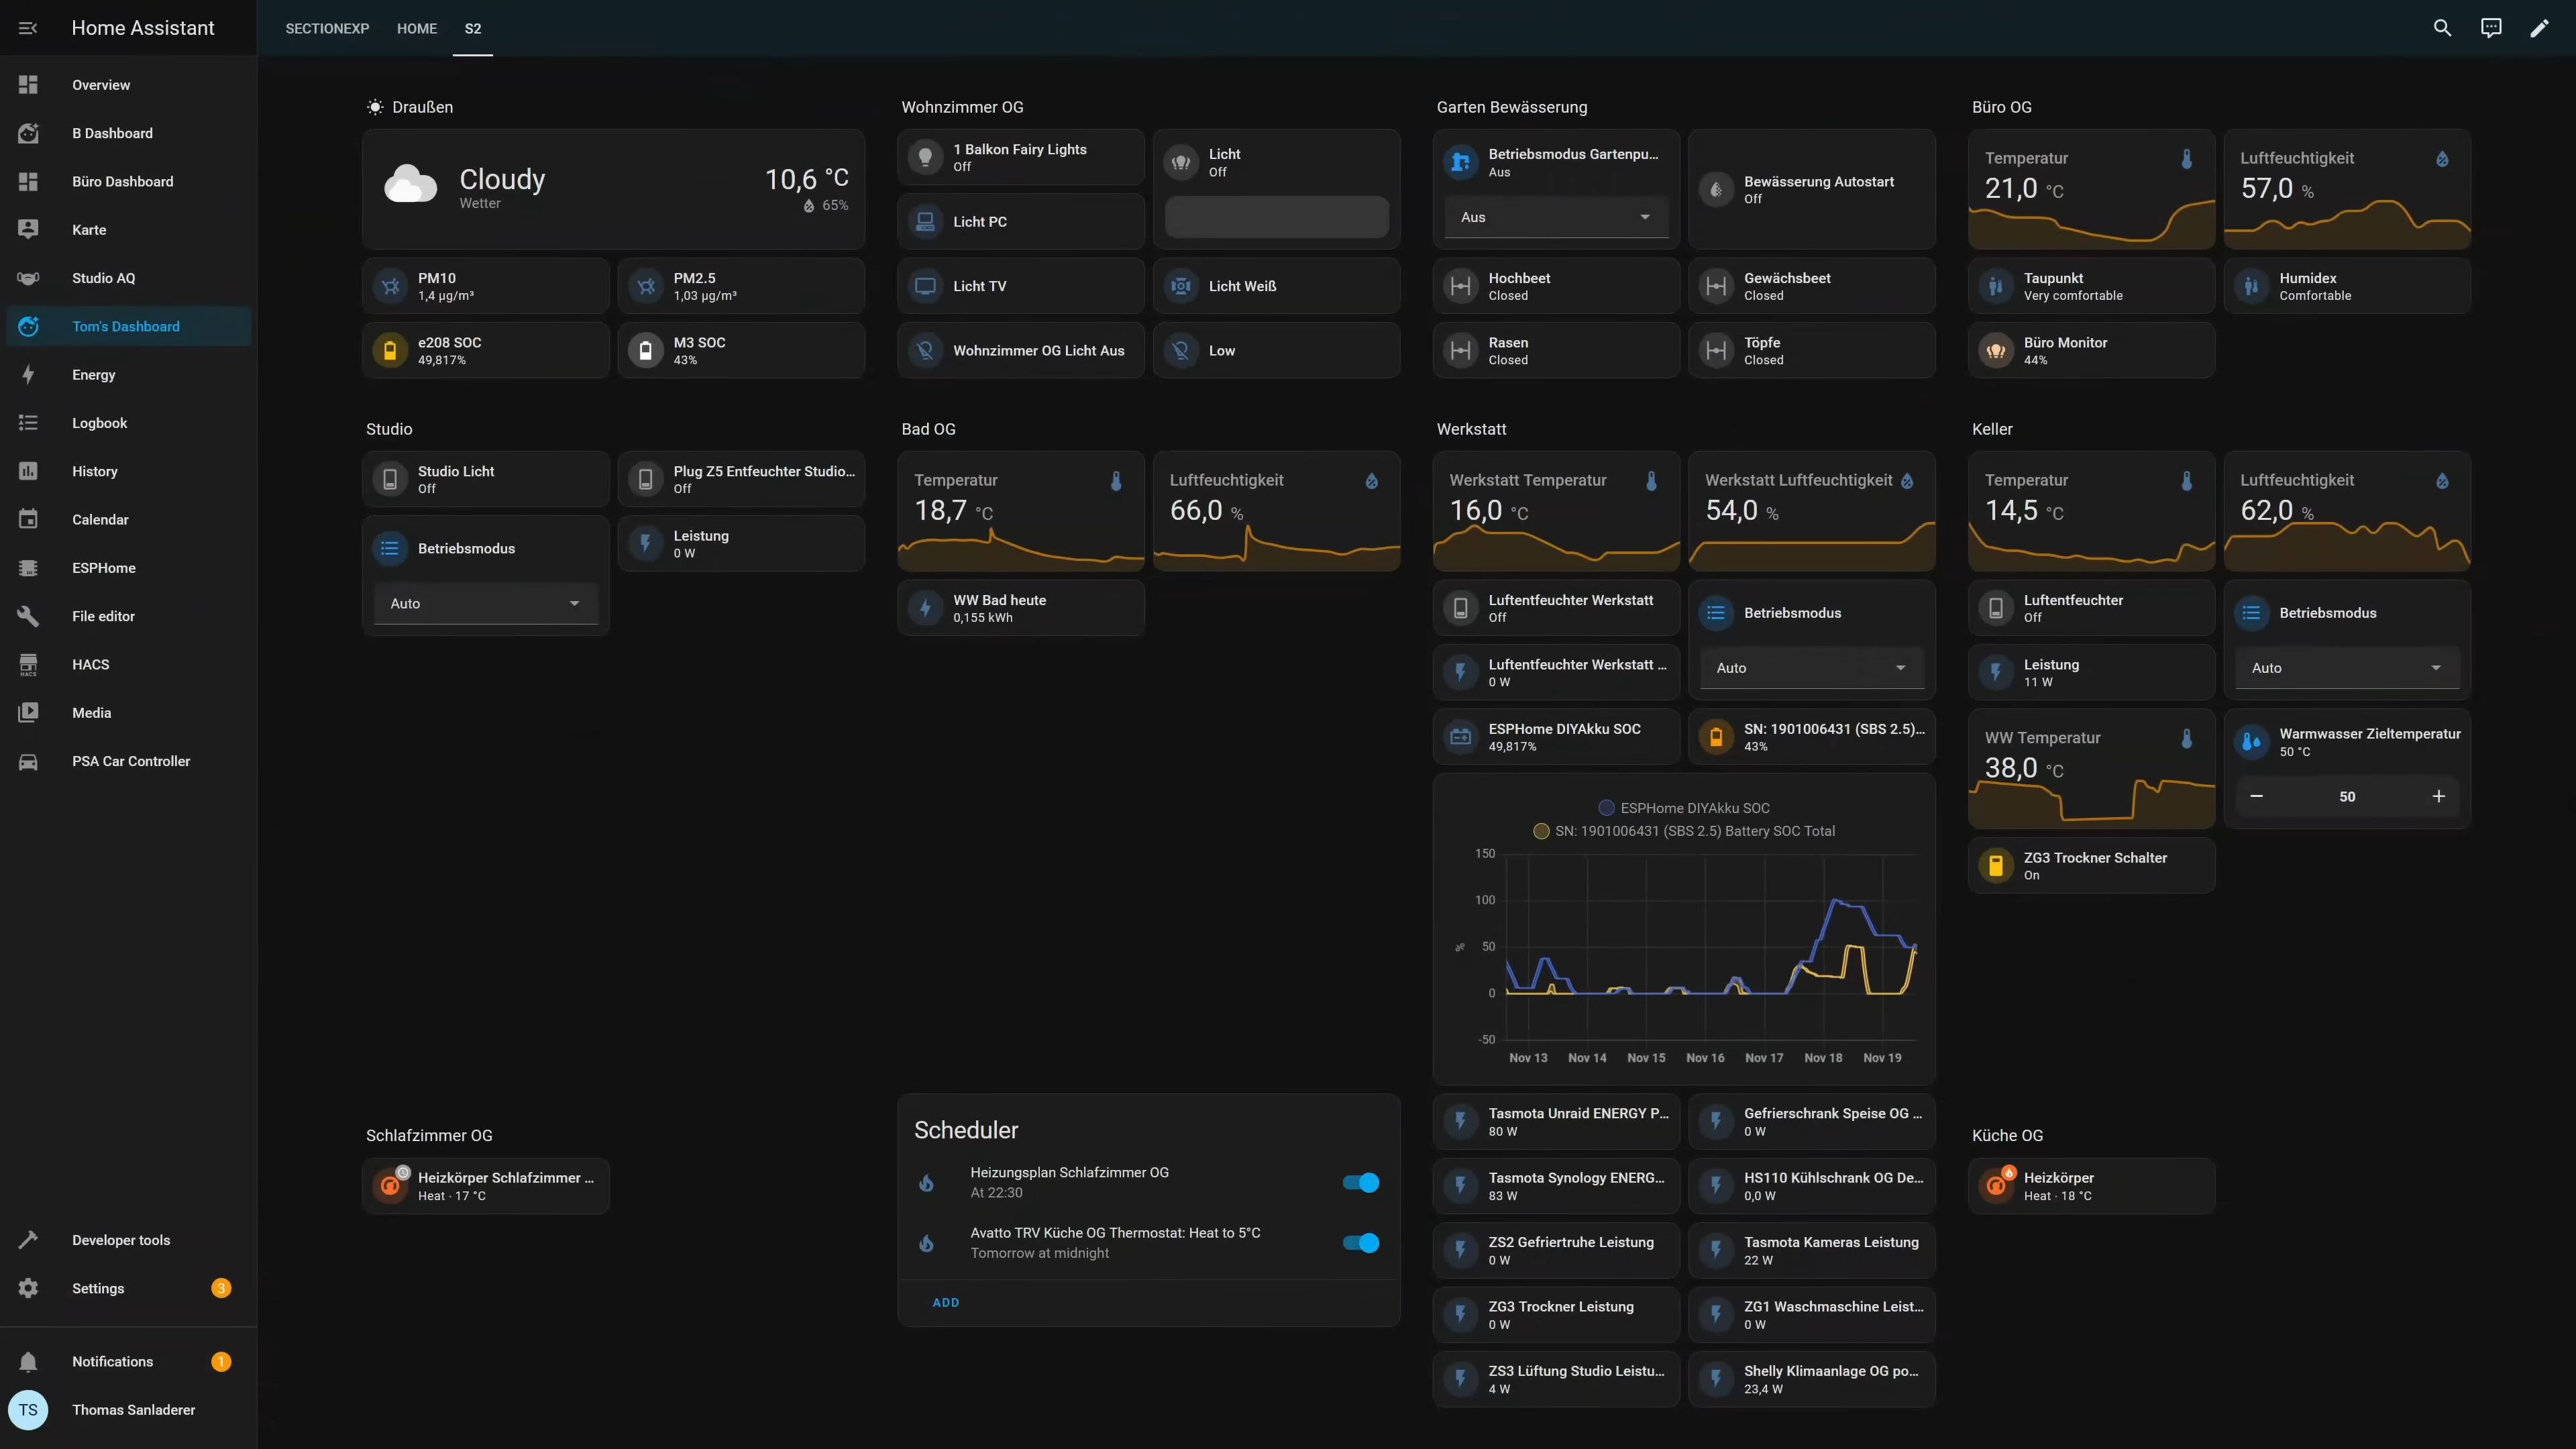 Home Assistant
SECTIONEXP HOME S2
Overview
B Dashboard
Büro Dashboard
Karte
Studio AQ
Tom's Dashboard
Energy
Logbook
History
Calendar
ESPHome
File editor
HACS
HACS
Media
PSA Car Controller
Developer tools
Settings 3
Notifications 1
TS Thomas Sanladerer
Draußen
Cloudy
Wetter
10,6 °C
65%
PM10
1,4 µg/m³
PM2.5
1,03 µg/m³
e208 SOC
49,817%
M3 SOC
43%
Wohnzimmer OG
1 Balkon Fairy Lights
Off
Licht
Off
Licht PC
Licht TV
Licht Weiß
Wohnzimmer OG Licht Aus
Low
Garten Bewässerung
Betriebsmodus Gartenpu...
Aus
Aus
Bewässerung Autostart
Off
Hochbeet
Closed
Gewächsbeet
Closed
Rasen
Closed
Töpfe
Closed
Büro OG
Temperatur
21,0 °C
Luftfeuchtigkeit
57,0 %
Taupunkt
Very comfortable
Humidex
Comfortable
Büro Monitor
44%
Studio
Studio Licht
Off
Plug Z5 Entfeuchter Studio...
Off
Betriebsmodus
Auto
Leistung
0 W
Bad OG
Temperatur
18,7 °C
Luftfeuchtigkeit
66,0 %
WW Bad heute
0,155 kWh
Werkstatt
Werkstatt Temperatur
16,0 °C
Werkstatt Luftfeuchtigkeit
54,0 %
Luftentfeuchter Werkstatt
Off
Betriebsmodus
Auto
Luftentfeuchter Werkstatt ...
0 W
ESPHome DIYAkku SOC
49,817%
SN: 1901006431 (SBS 2.5)...
43%
ESPHome DIYAkku SOC
SN: 1901006431 (SBS 2.5) Battery SOC Total
150
100
50
0
-50
%
Nov 13 Nov 14 Nov 15 Nov 16 Nov 17 Nov 18 Nov 19
Tasmota Unraid ENERGY P...
80 W
Gefrierschrank Speise OG ...
0 W
Tasmota Synology ENERG...
83 W
HS110 Kühlschrank OG De...
0,0 W
ZS2 Gefriertruhe Leistung
0 W
Tasmota Kameras Leistung
22 W
ZG3 Trockner Leistung
0 W
ZG1 Waschmaschine Leist...
0 W
ZS3 Lüftung Studio Leistu...
4 W
Shelly Klimaanlage OG po...
23,4 W
Keller
Temperatur
14,5 °C
Luftfeuchtigkeit
62,0 %
Luftentfeuchter
Off
Betriebsmodus
Auto
Leistung
11 W
WW Temperatur
38,0 °C
Warmwasser Zieltemperatur
50 °C
− 50 +
ZG3 Trockner Schalter
On
Schlafzimmer OG
Heizkörper Schlafzimmer ...
Heat · 17 °C
Scheduler
Heizungsplan Schlafzimmer OG
At 22:30
Avatto TRV Küche OG Thermostat: Heat to 5°C
Tomorrow at midnight
ADD
Küche OG
Heizkörper
Heat · 18 °C